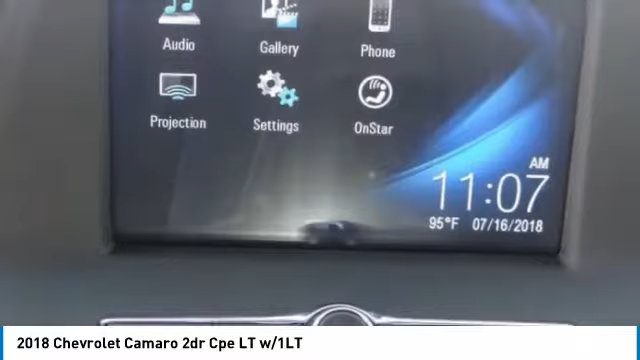 Audio
Gallery
Phone
Projection
Settings
OnStar
AM
11:07
95°F 07/16/2018
2018 Chevrolet Camaro 2dr Cpe LT w/1LT